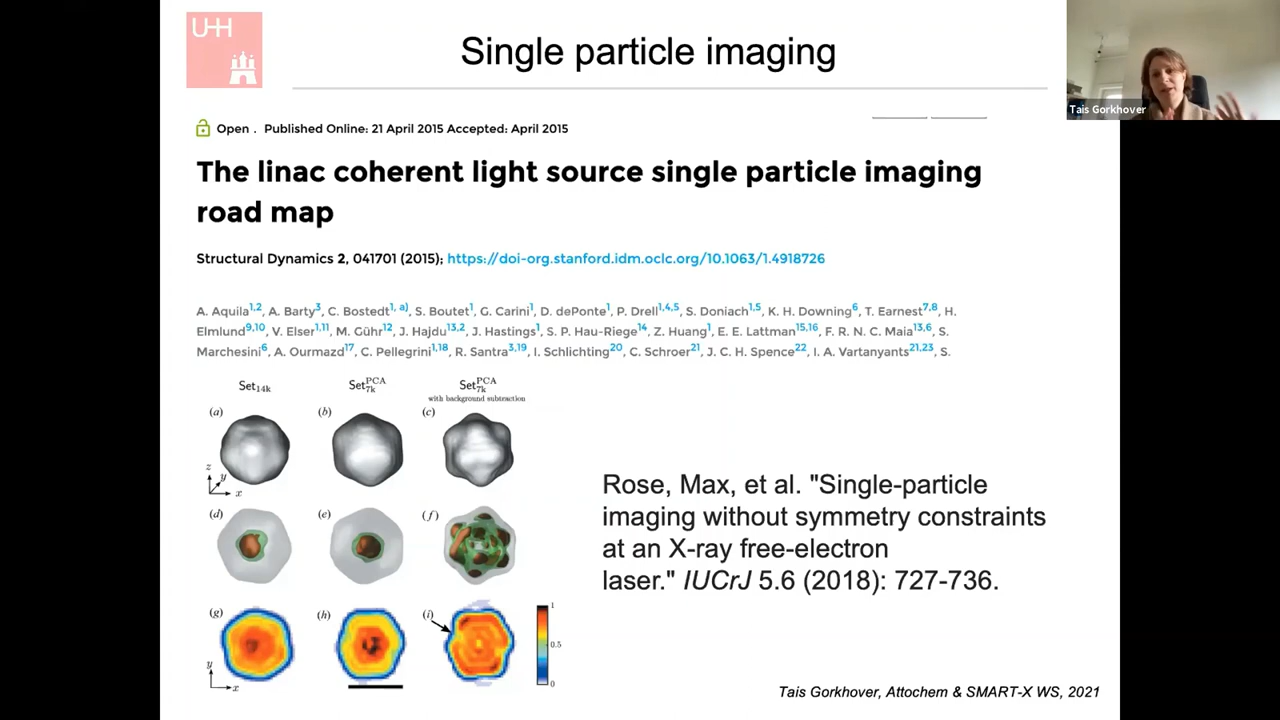 UHH
Single particle imaging
Tais Gorkhover
Open . Published Online: 21 April 2015 Accepted: April 2015
The linac coherent light source single particle imaging
road map
Structural Dynamics 2, 041701 (2015); https://doi-org.stanford.idm.oclc.org/10.1063/1.4918726
A. Aquila1,2, A. Barty3, C. Bostedt1, a), S. Boutet1, G. Carini1, D. dePonte1, P. Drell1,4,5, S. Doniach1,5, K. H. Downing6, T. Earnest7,8, H.
Elmlund9,10, V. Elser1,11, M. Gühr12, J. Hajdu13,2, J. Hastings1, S. P. Hau-Riege14, Z. Huang1, E. E. Lattman15,16, F. R. N. C. Maia13,6, S.
Marchesini6, A. Ourmazd17, C. Pellegrini1,18, R. Santra3,19, I. Schlichting20, C. Schroer21, J. C. H. Spence22, I. A. Vartanyants21,23, S.
Set14k
Set7kPCA
Set7kPCA
with background subtraction
(a)
(b)
(c)
z
y
x
(d)
(e)
(f)
(g)
(h)
(i)
1
0.5
0
y
x
Rose, Max, et al. "Single-particle
imaging without symmetry constraints
at an X-ray free-electron
laser." IUCrJ 5.6 (2018): 727-736.
Tais Gorkhover, Attochem & SMART-X WS, 2021